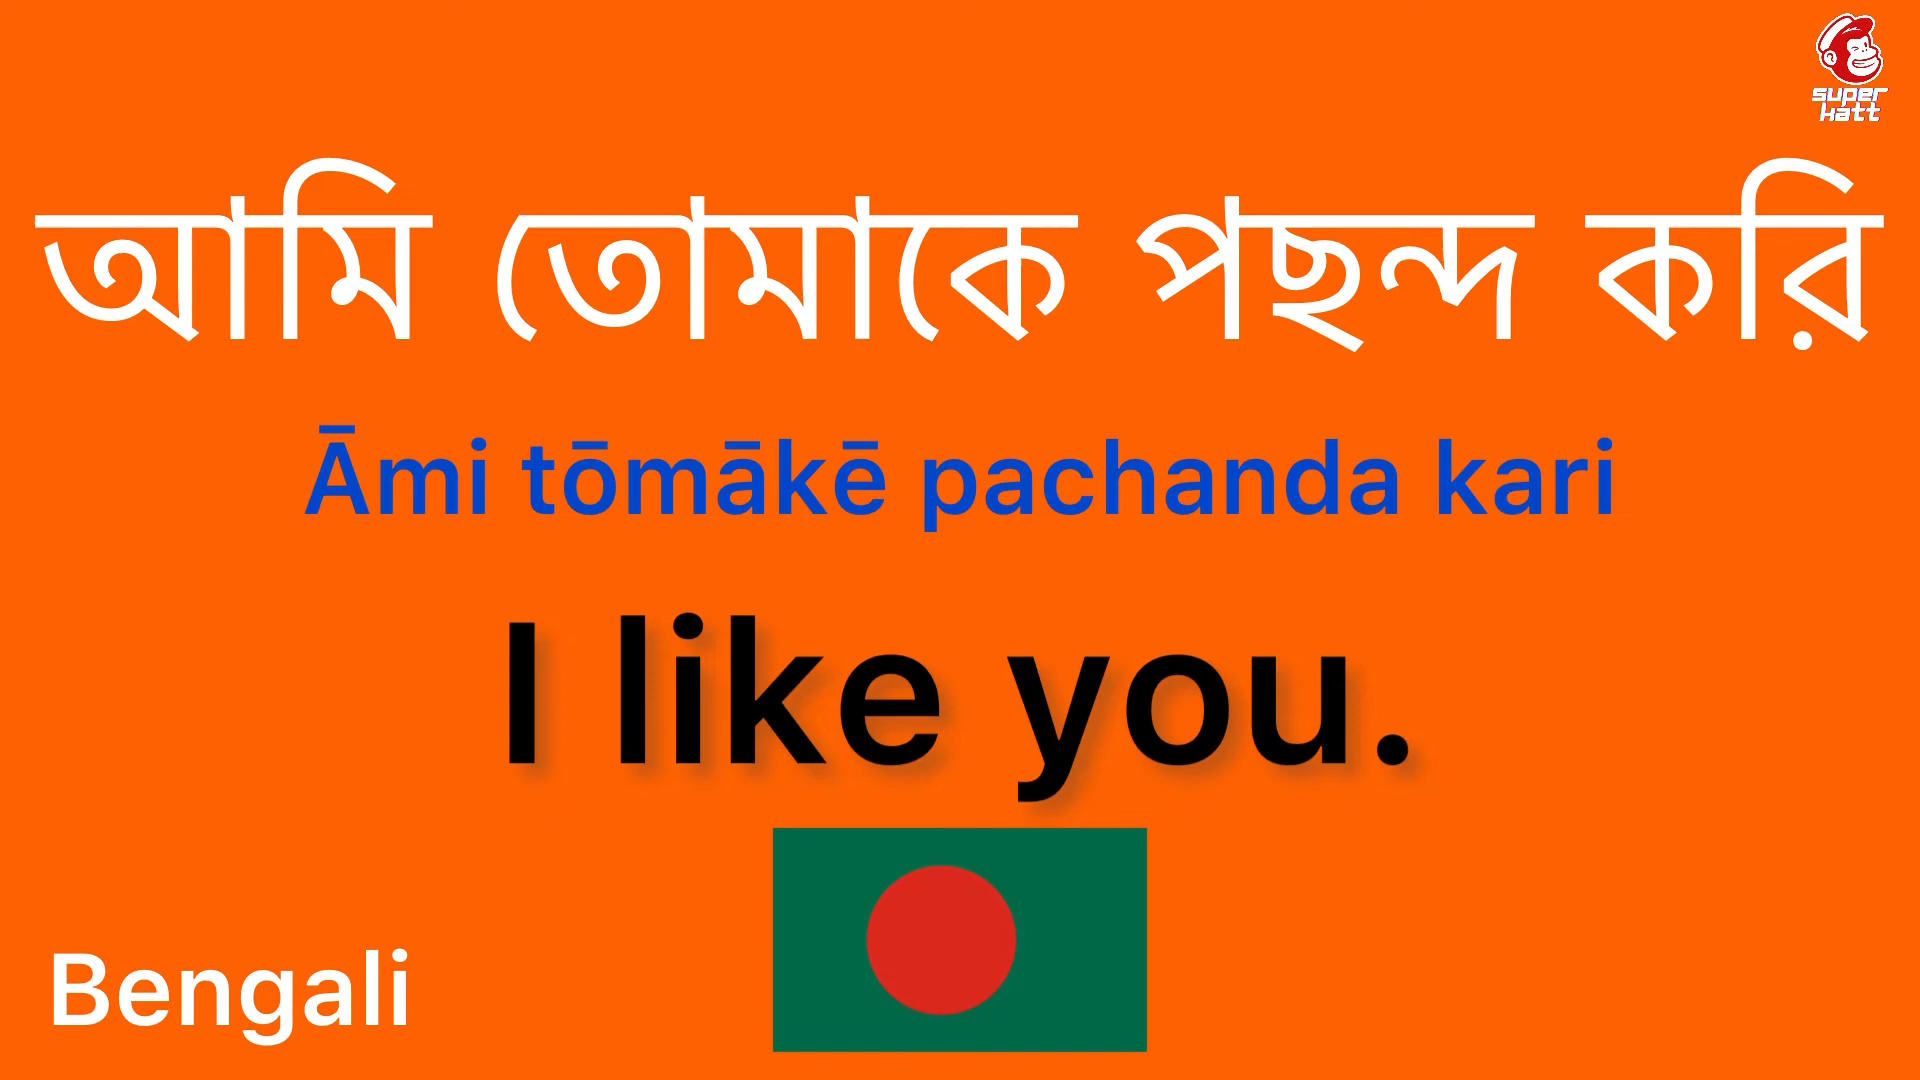 super
Katt
আমি তোমাকে পছন্দ করি
Āmi tōmākē pachanda kari
I like you.
Bengali